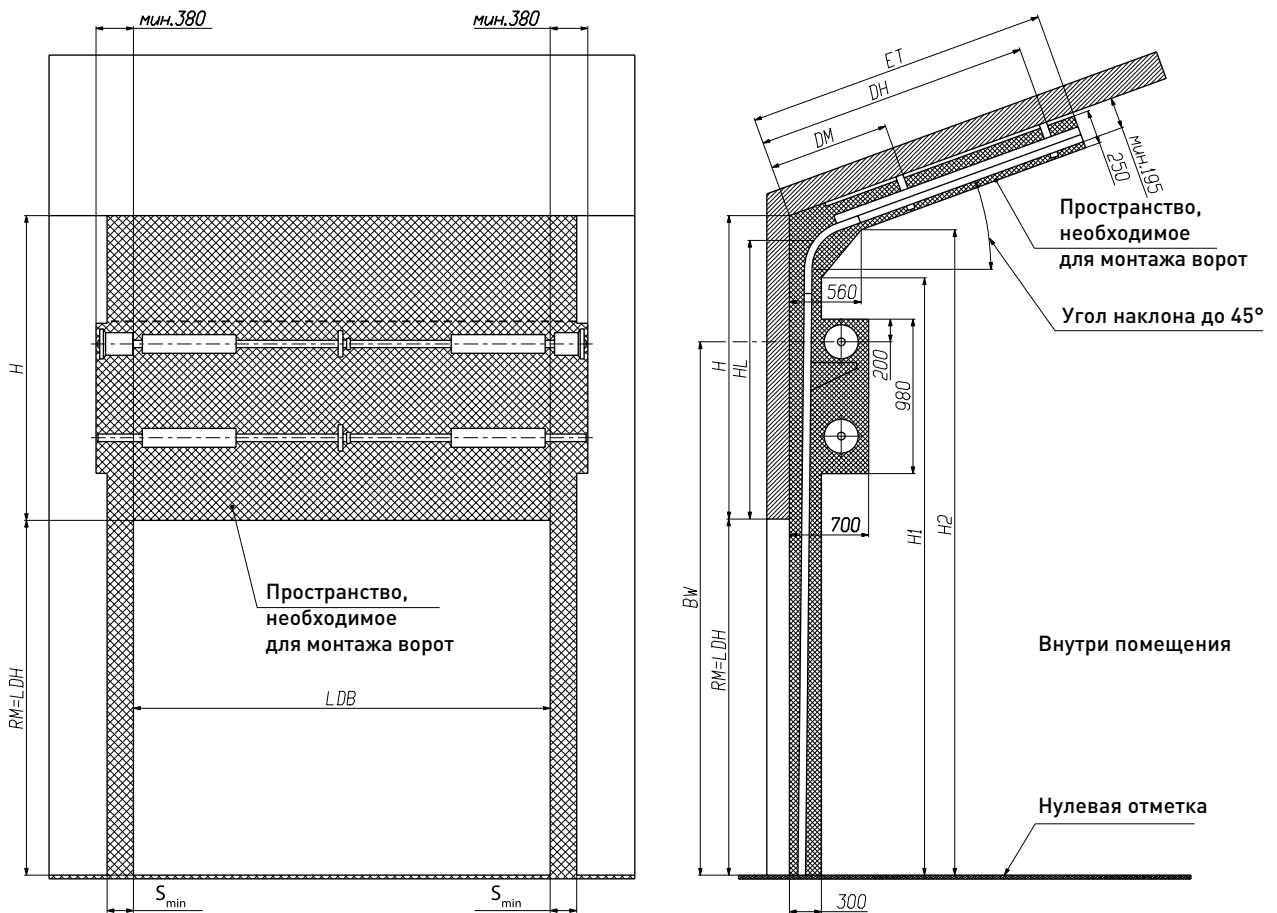 мин.380
мин.380
H
RM=LDH
LDB
Пространство,
необходимое
для монтажа ворот
S min
S min
ET
DH
DM
мин.195
250
Пространство,
необходимое
для монтажа ворот
Угол наклона до 45°
560
H
HL
200
980
700
H1
H2
BW
RM=LDH
Внутри помещения
Нулевая отметка
300